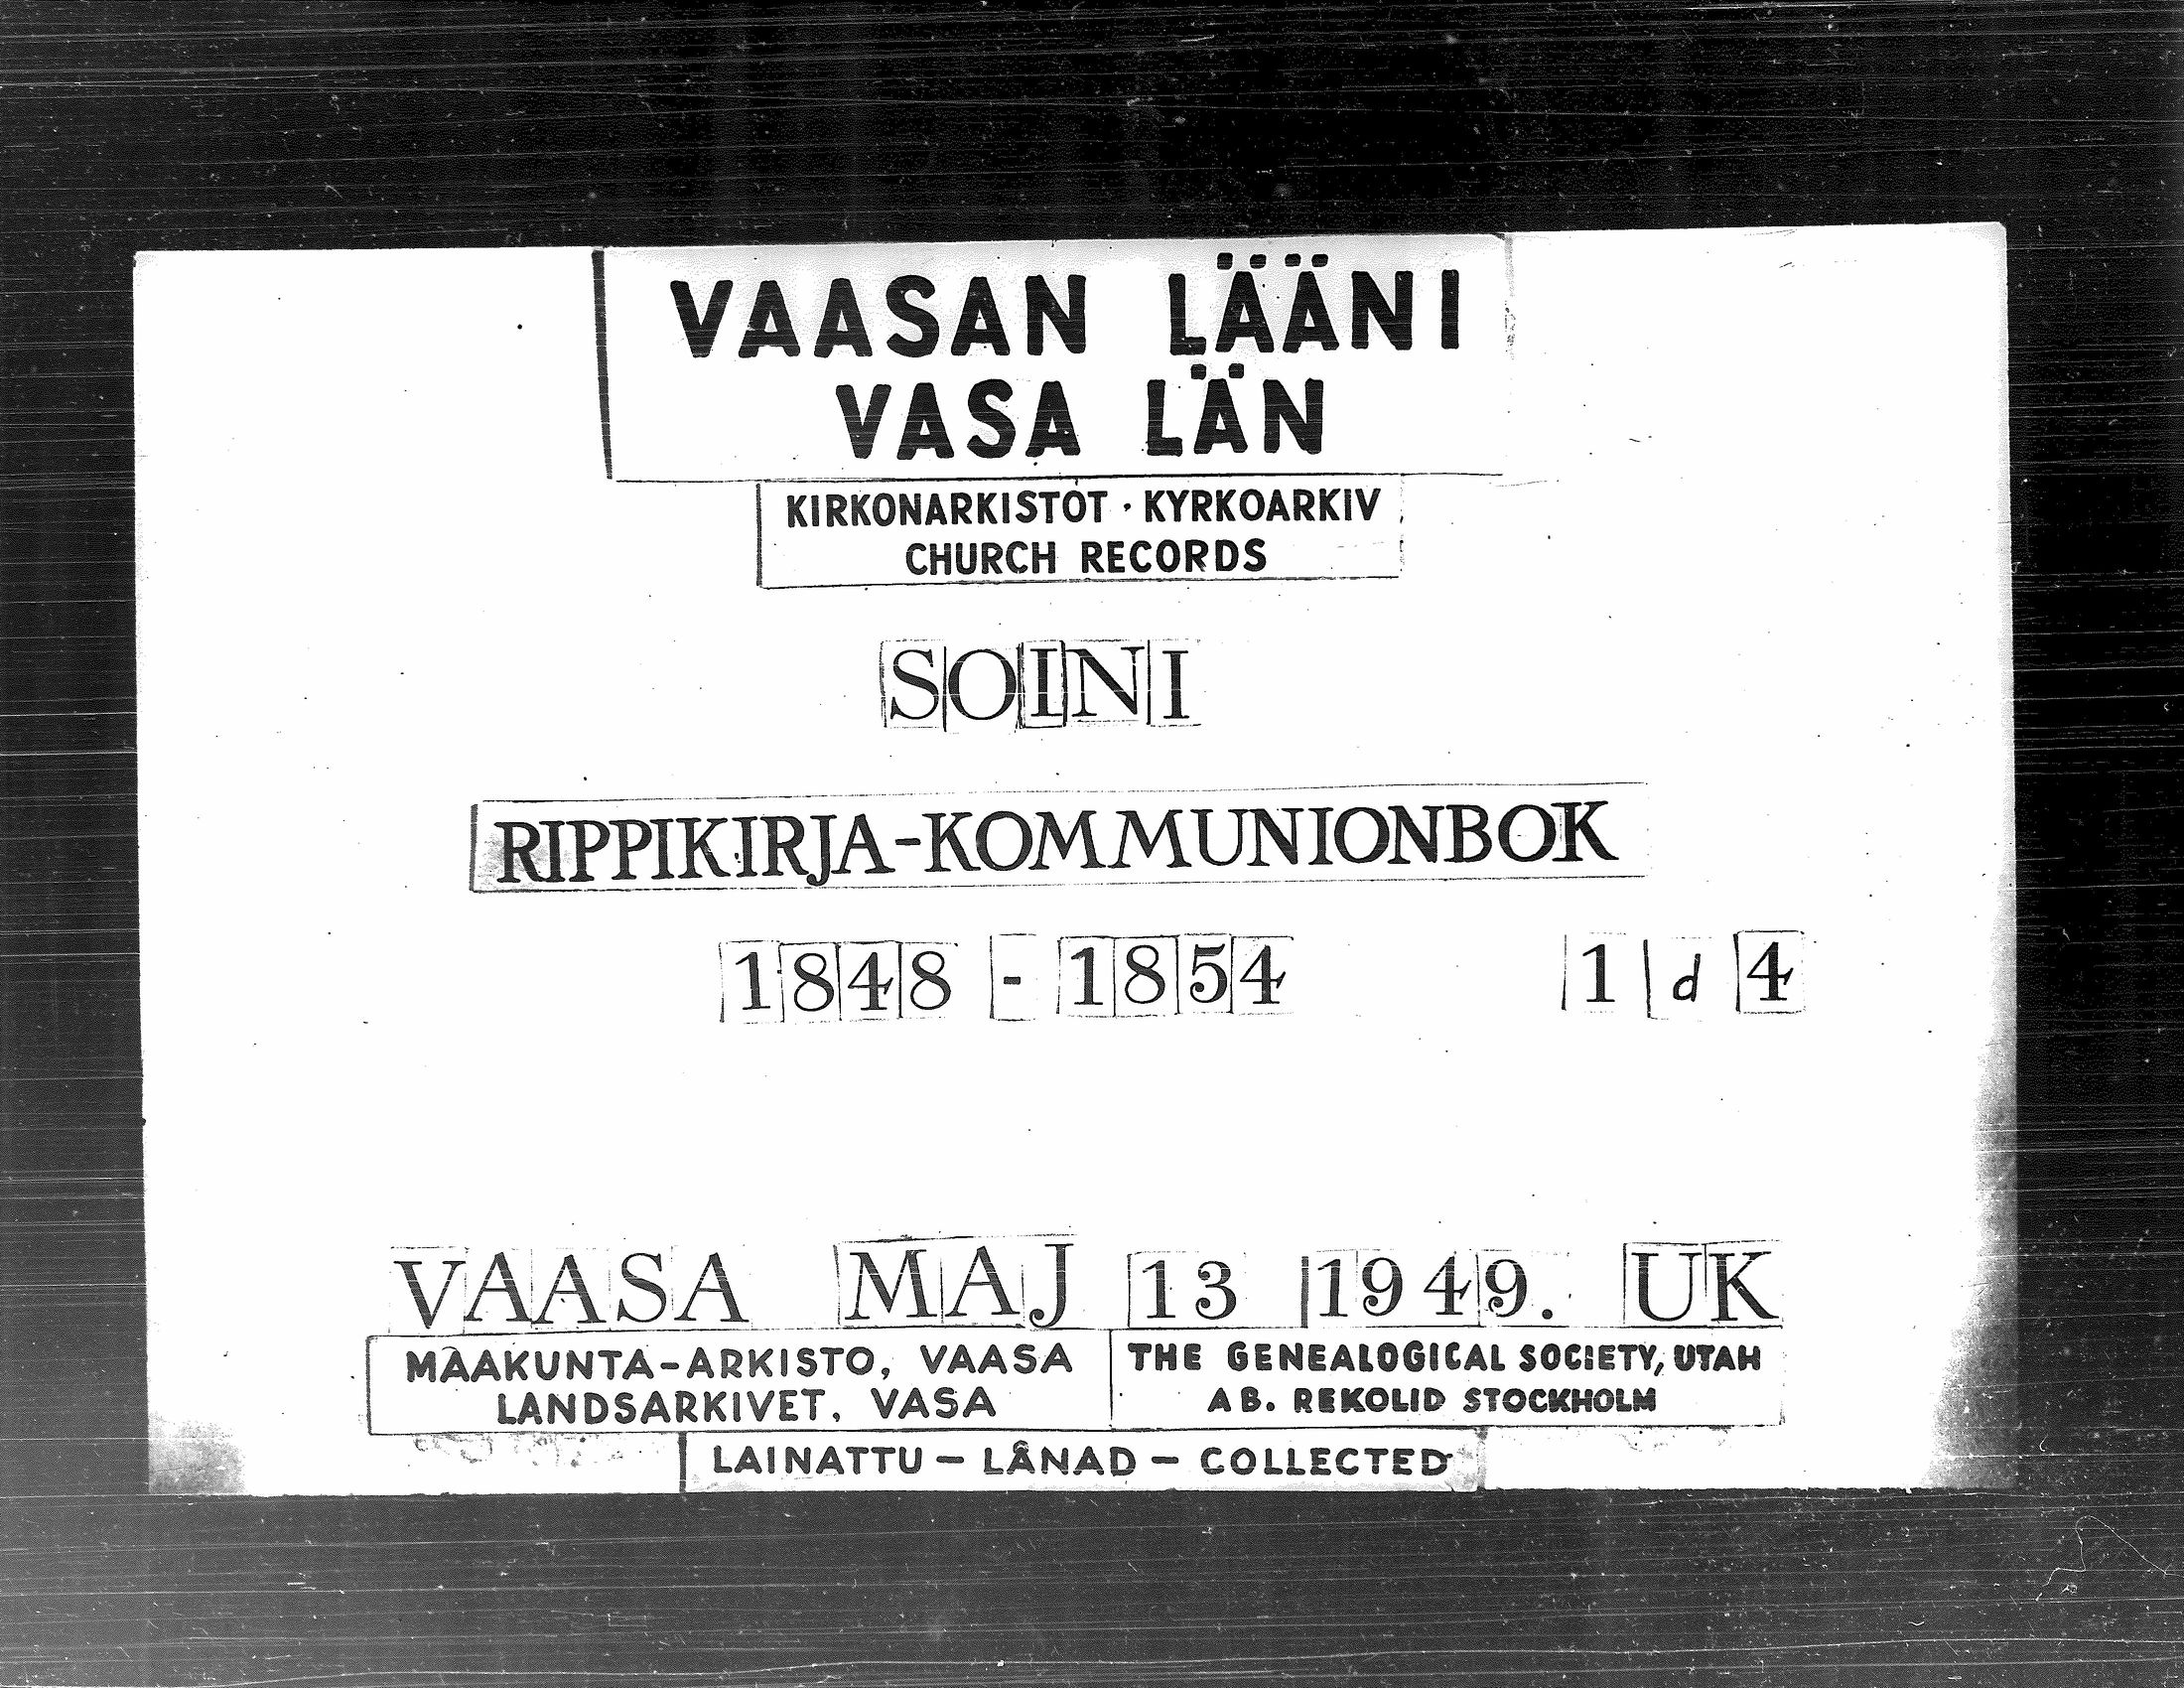 VAASAN LÄÄNI
VASA LÄN
KIRKONARKISTOT · KYRKOARKIV
CHURCH RECORDS
SOINI
RIPPIKIRJA-KOMMUNIONBOK
1848 - 1854 1 d 4
VAASA MAJ 13 1949. UK
MAAKUNTA-ARKISTO, VAASA
LANDSARKIVET, VASA
THE GENEALOGICAL SOCIETY, UTAH
AB. REKOLID STOCKHOLM
LAINATTU - LÅNAD - COLLECTED